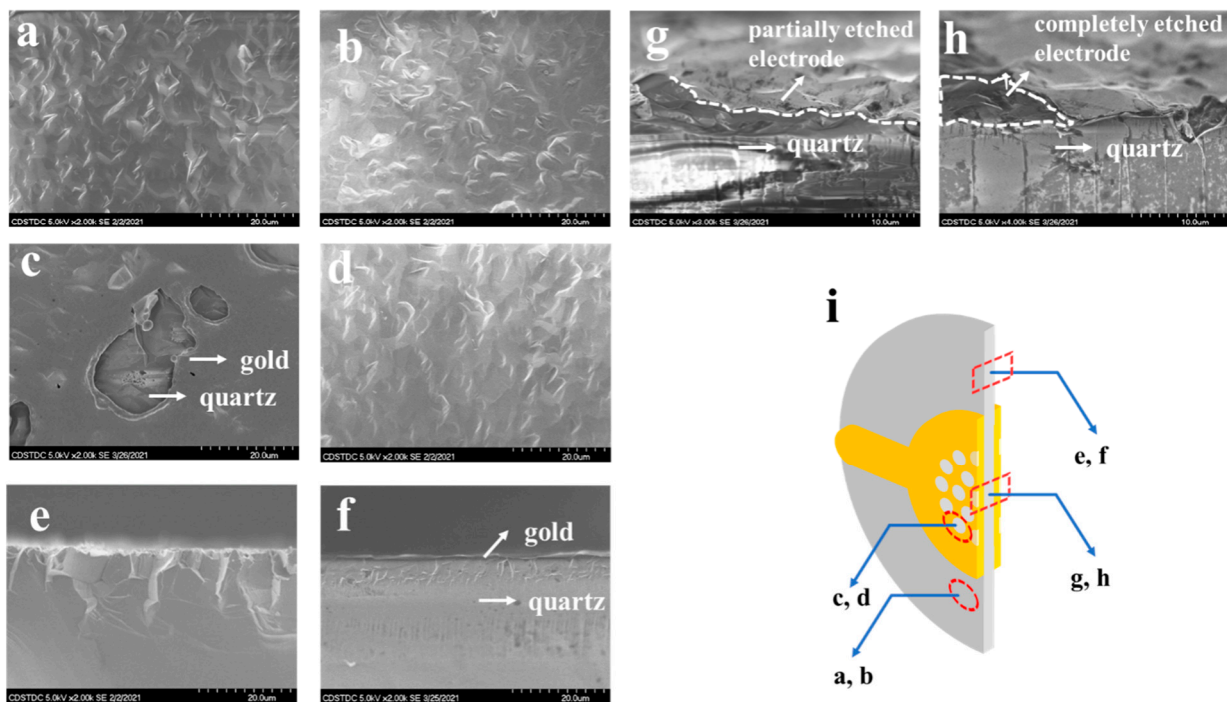 a
CDSTDC 5.0kV x2.00k SE 2/2/2021
20.0um
b
CDSTDC 5.0kV x2.00k SE 2/2/2021
20.0um
g
partially etched
electrode
quartz
CDSTDC 5.0kV x2.00k SE 3/26/2021
10.0um
h
completely etched
electrode
quartz
CDSTDC 5.0kV x4.00k SE 3/26/2021
10.0um
c
gold
quartz
CDSTDC 5.0kV x2.00k SE 3/26/2021
20.0um
d
CDSTDC 5.0kV x2.00k SE 2/2/2021
20.0um
e
CDSTDC 5.0kV x2.00k SE 2/2/2021
20.0um
f
gold
quartz
CDSTDC 5.0kV x2.00k SE 3/25/2021
20.0um
i
e, f
g, h
c, d
a, b